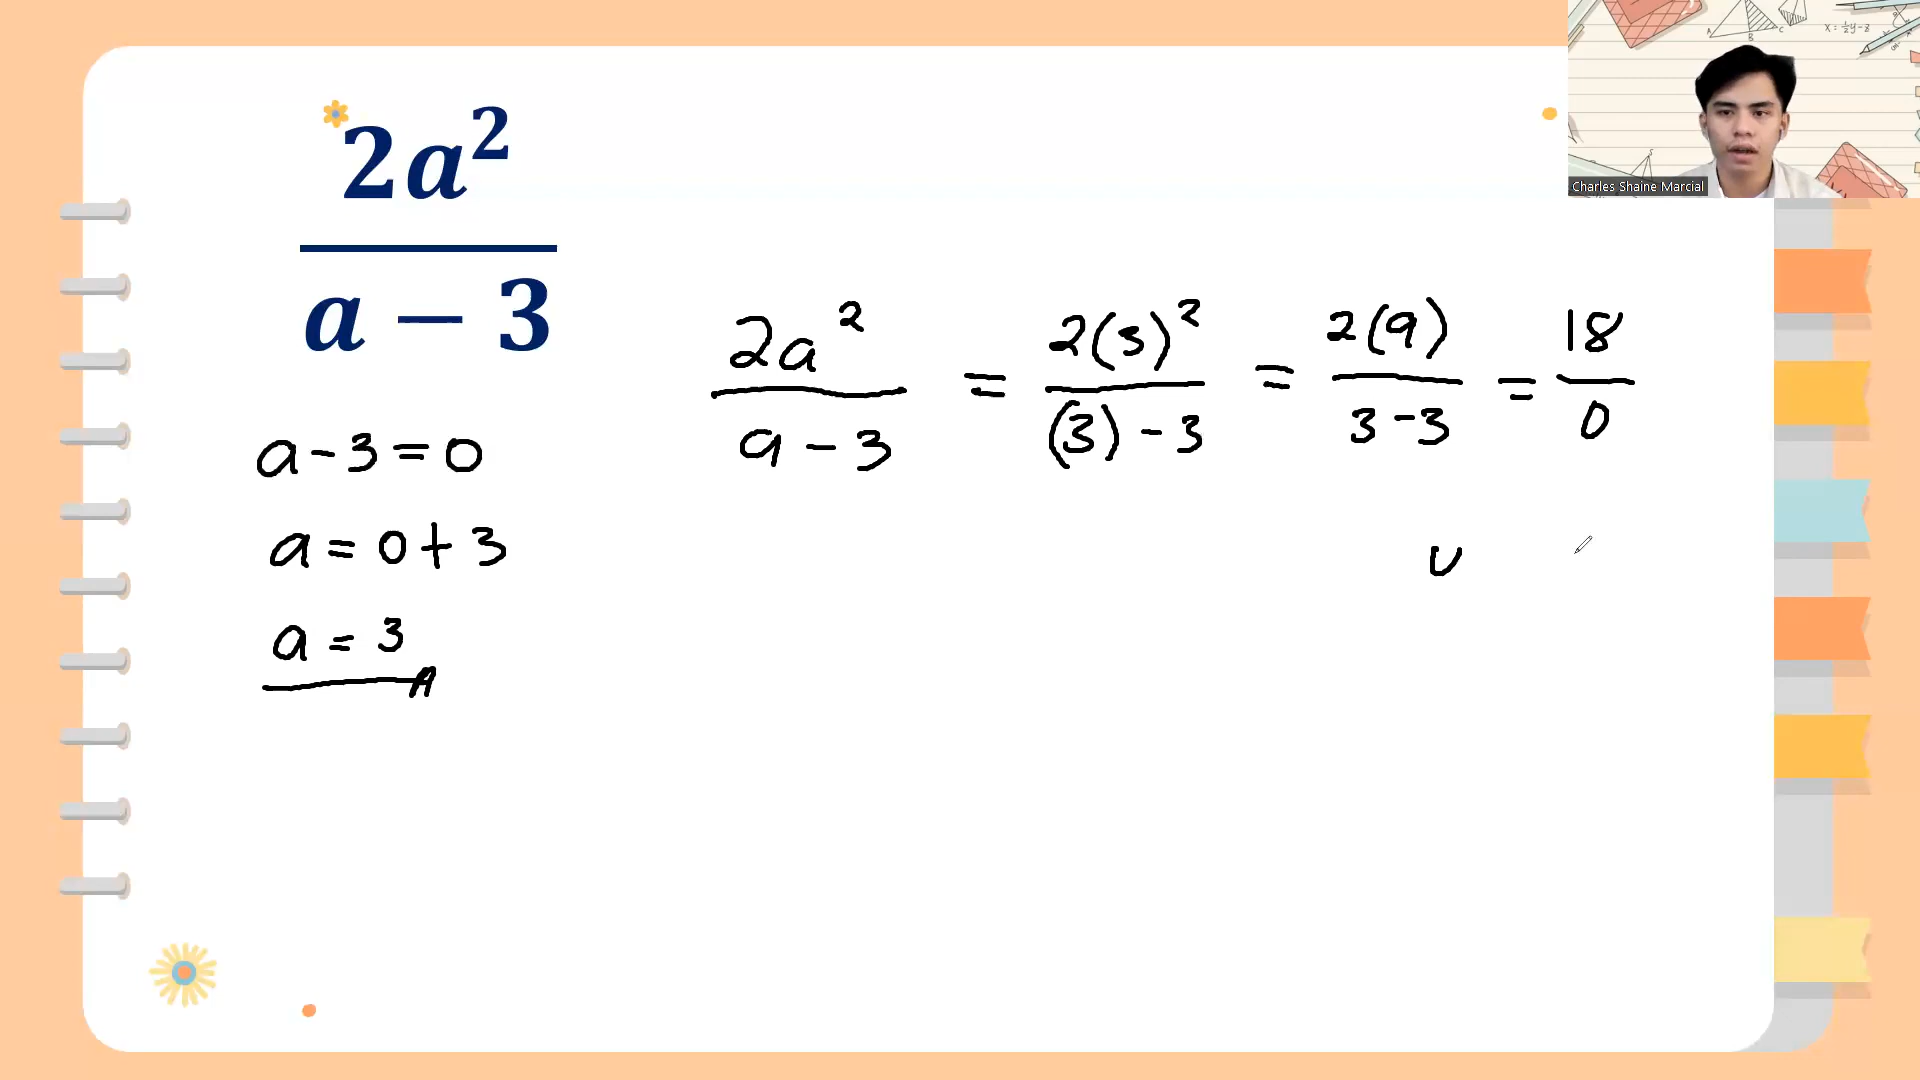 2a²
a − 3
a - 3 = 0
a = 0 + 3
a = 3
2a² / a - 3 = 2(3)² / (3) - 3 = 2(9) / 3 - 3 = 18 / 0
U
Charles Shaine Marcial